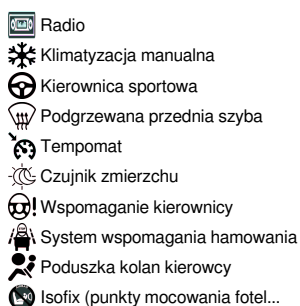 Radio
Klimatyzacja manualna
Kierownica sportowa
Podgrzewana przednia szyba
Tempomat
Czujnik zmierzchu
Wspomaganie kierownicy
System wspomagania hamowania
Poduszka kolan kierowcy
Isofix (punkty mocowania fotel...